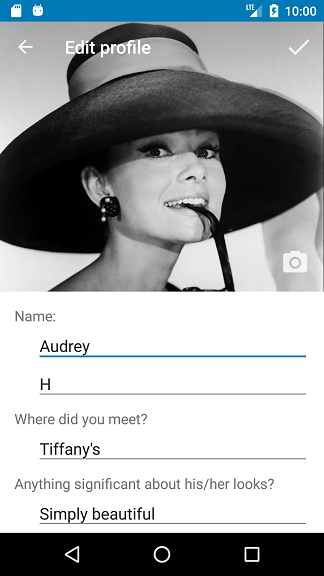 LTE 10:00
Edit profile
Name:
Audrey
H
Where did you meet?
Tiffany's
Anything significant about his/her looks?
Simply beautiful